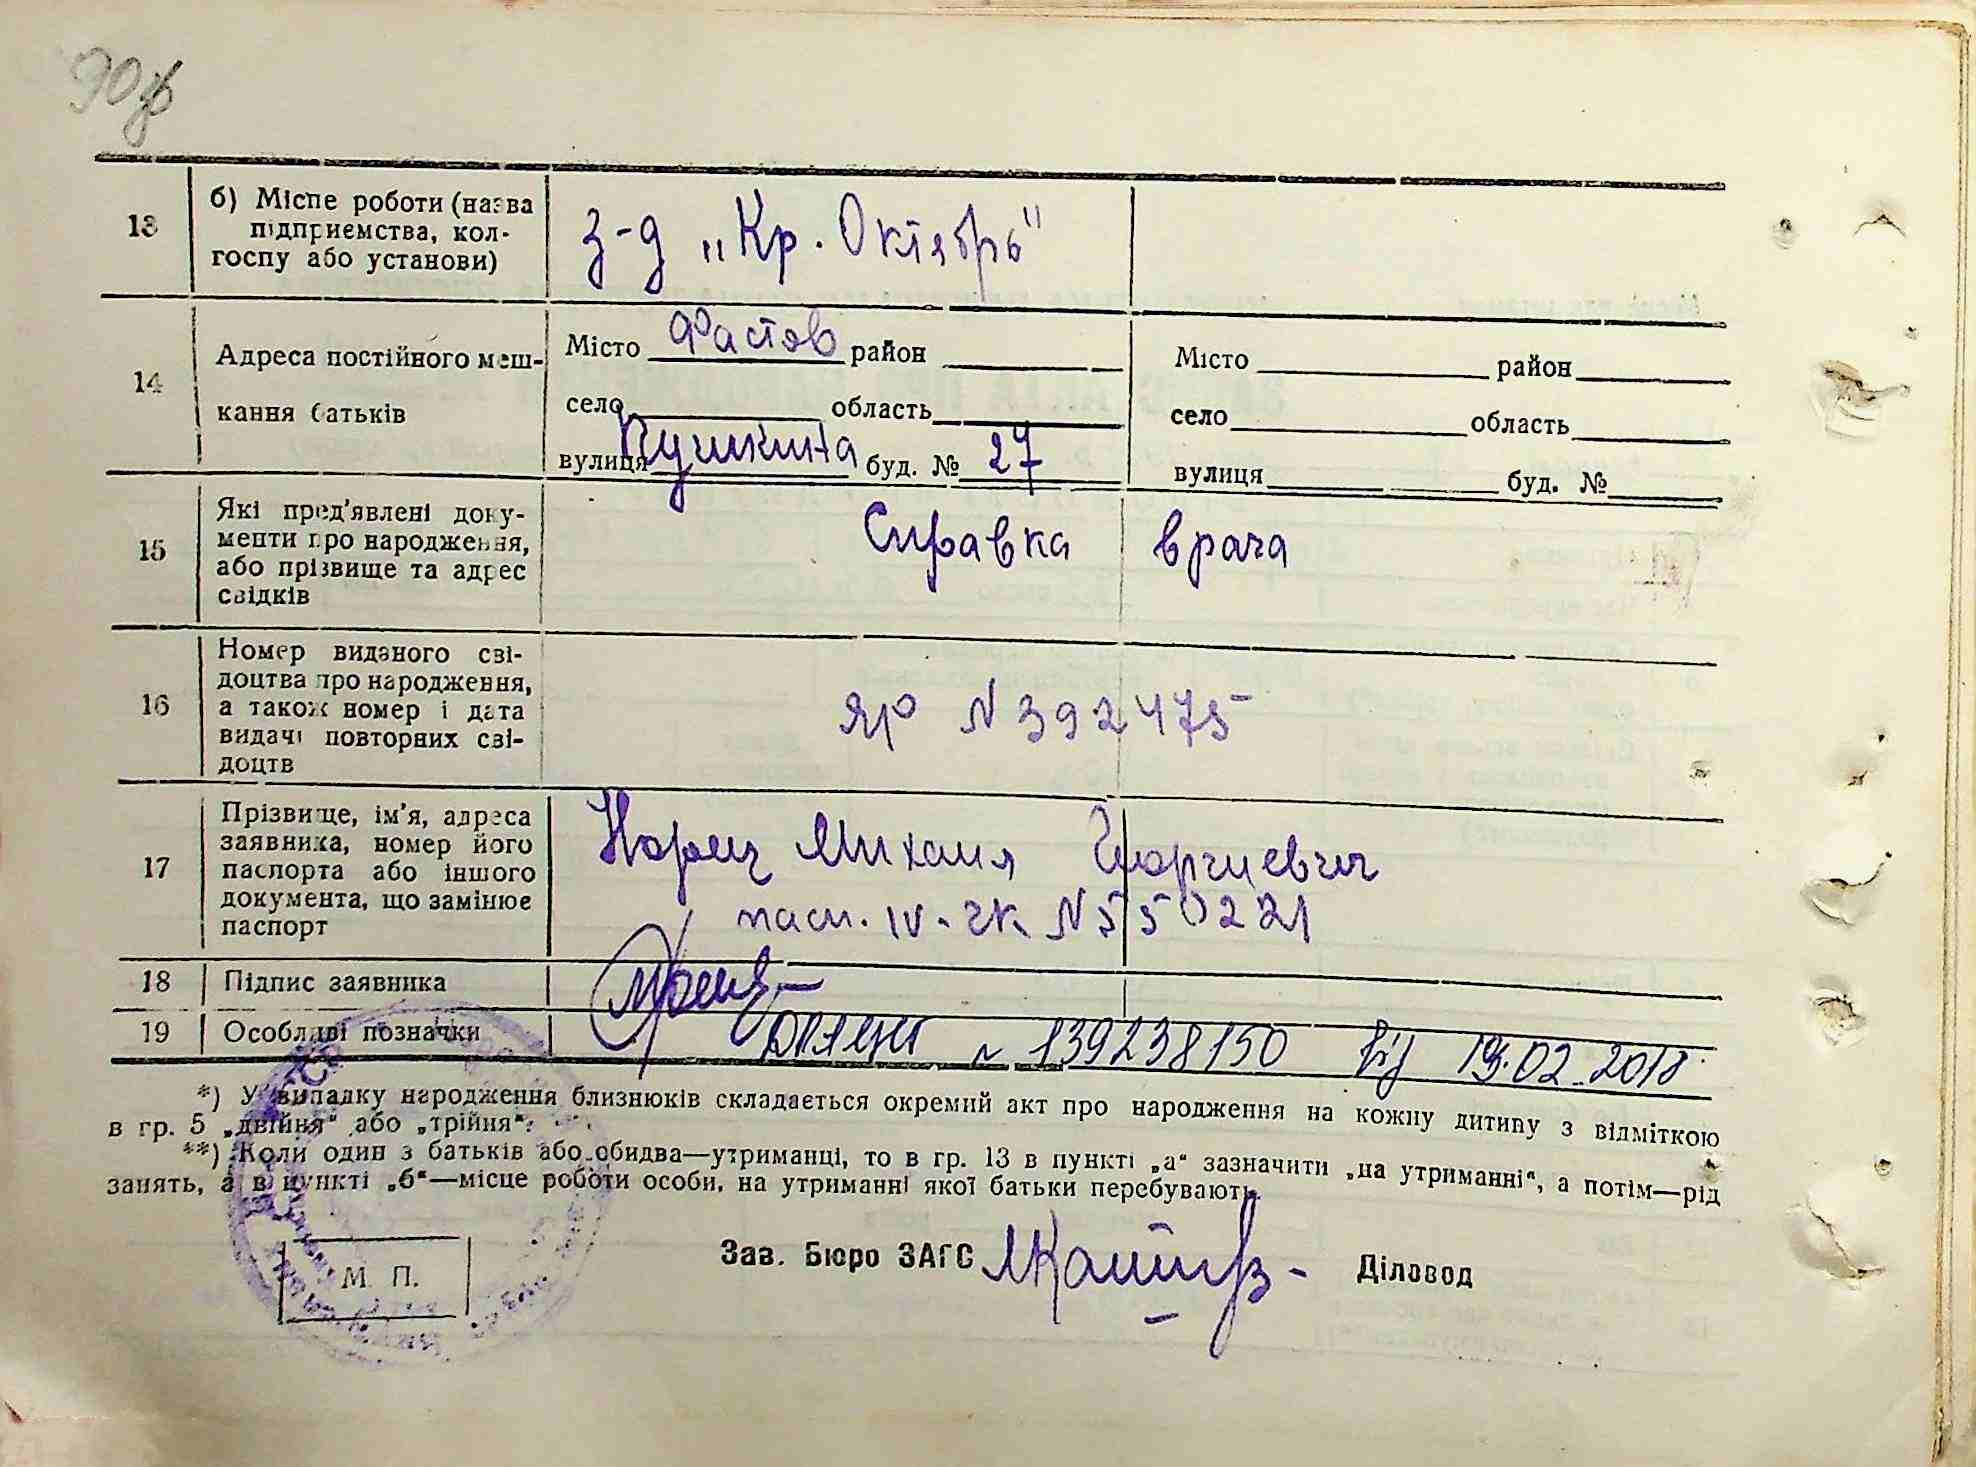 13
б) Місце роботи (назва
підприємства, кол-
госпу або установи)
з-д „Кр. Октябрь"
14
Адреса постійного меш-
кання батьків
Місто Фастов район
село область
вулиця Пушкина буд. № 27
Місто район
село область
вулиця буд. №
15
Які пред'явлені доку-
менти про народження,
або прізвище та адрес
свідків
Справка врача
16
Номер виданого сві-
доцтва про народження,
а також номер і дата
видачі повторних сві-
доцтв
ЯР N 392475
17
Прізвище, ім'я, адреса
заявника, номер його
паспорта або іншого
документа, що замінює
паспорт
Михаил Георгиевич
пасп. IV-чк N 550221
18
Підпис заявника
19
Особливі позначки
ДРАЦСГ № 139238150 від 19.02.2018
*) У випадку народження близнюків складається окремий акт про народження на кожну дитину з відміткою
в гр. 5 „двійня“ або „трійня“.
**) Коли один з батьків або обидва—утриманці, то в гр. 13 в пункті „а“ зазначити „на утриманні“, а потім—рід
занять, а в пункті „б“—місце роботи особи, на утриманні якої батьки перебувають.
М. П.
Зав. Бюро ЗАГС
Діловод